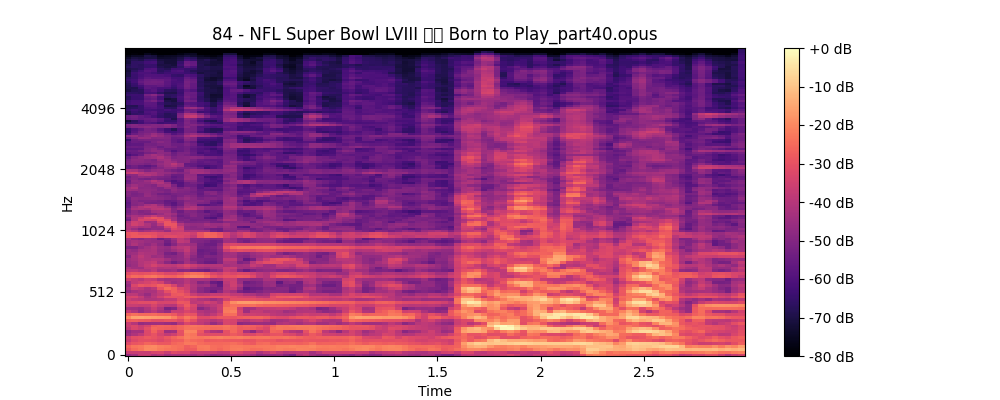 84 - NFL Super Bowl LVIII Born to Play_part40.opus
Hz
4096
2048
1024
512
0
0
0.5
1
1.5
2
2.5
Time
+0 dB
-10 dB
-20 dB
-30 dB
-40 dB
-50 dB
-60 dB
-70 dB
-80 dB